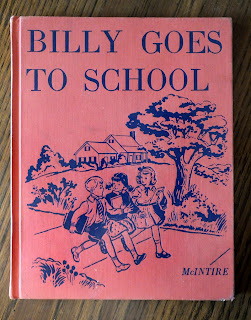 BILLY GOES
TO SCHOOL
McINTIRE